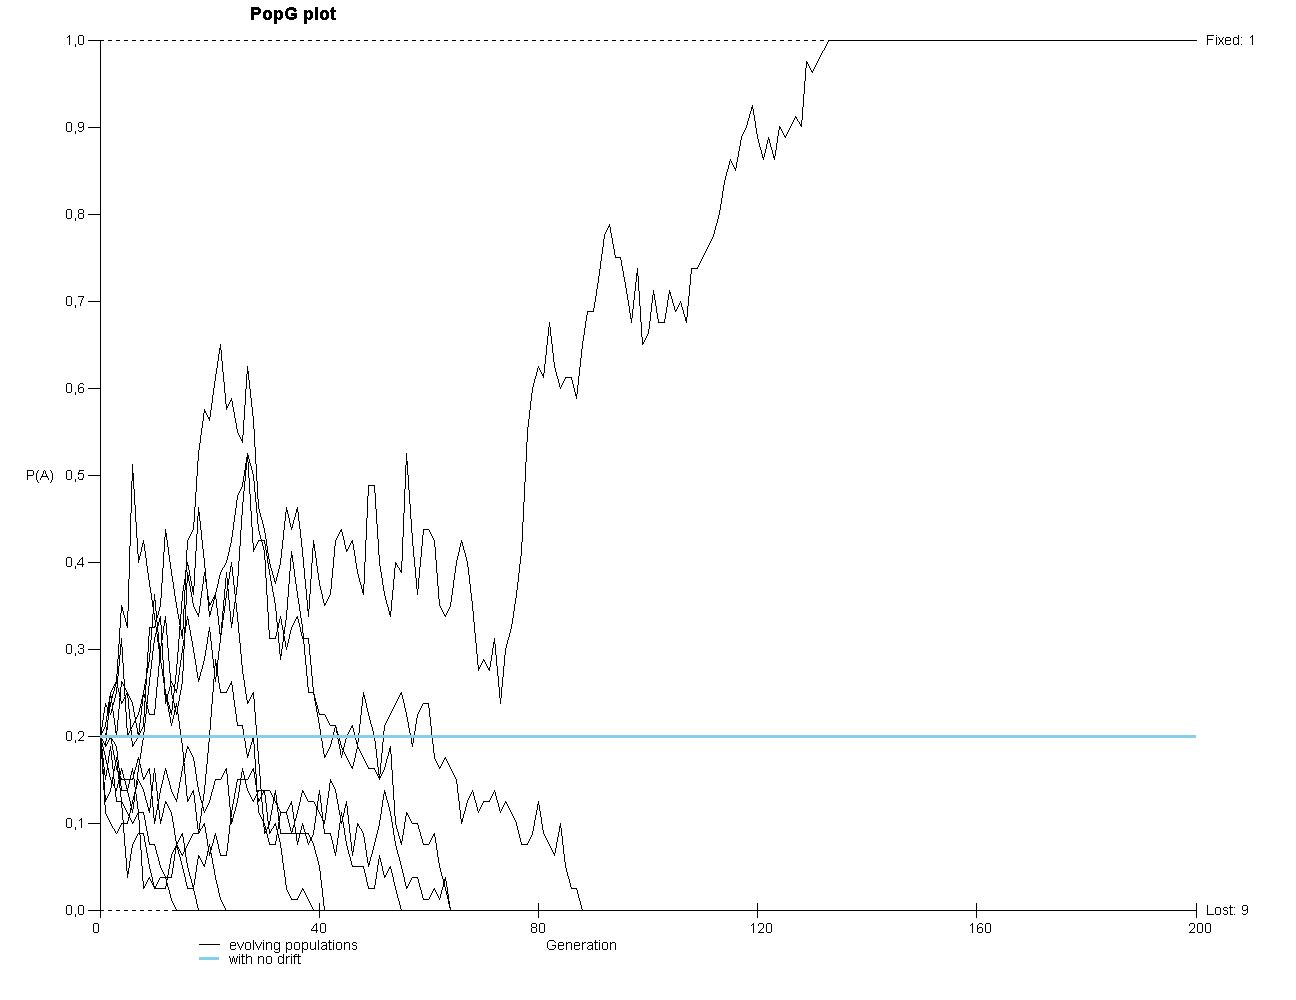 PopG plot
1,0
Fixed: 1
0,9
0,8
0,7
0,6
P(A) 0,5
0,4
0,3
0,2
0,1
0,0
Lost: 9
0 40 80 120 160 200
evolving populations
Generation
with no drift